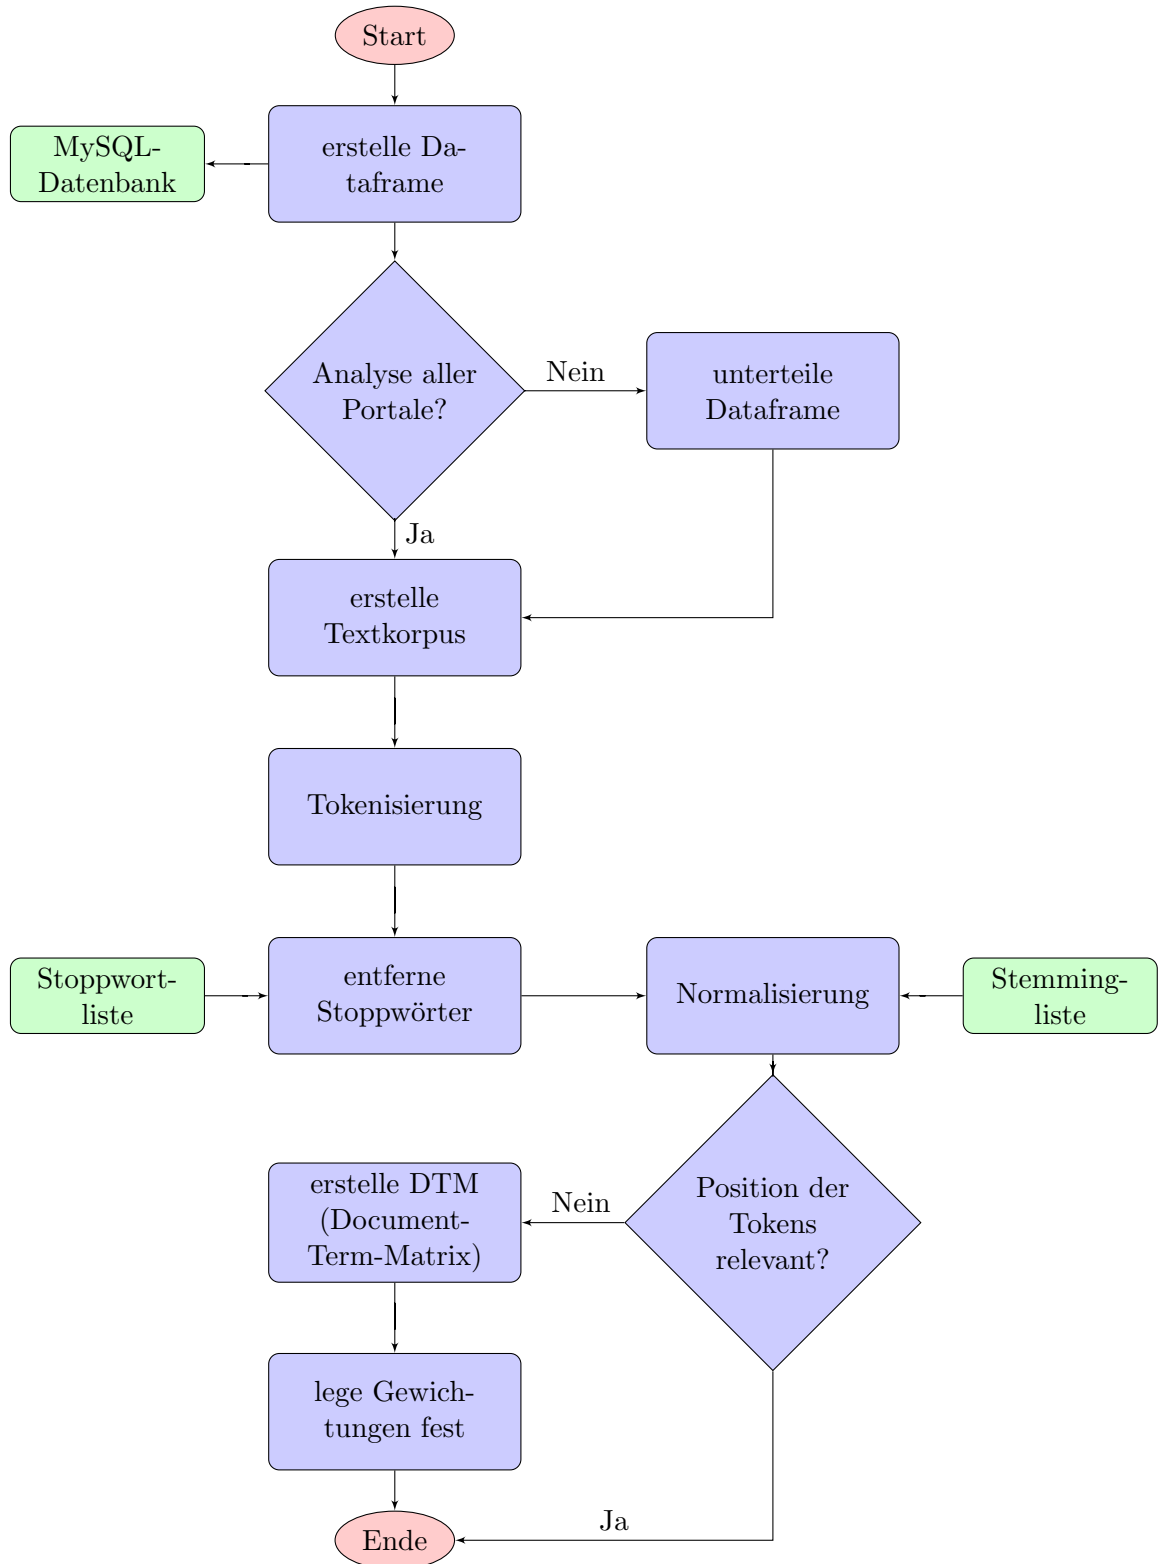 Start
MySQL-
Datenbank
erstelle Da-
taframe
Analyse aller
Portale?
Nein
unterteile
Dataframe
Ja
erstelle
Textkorpus
Tokenisierung
Stoppwort-
liste
entferne
Stoppwörter
Normalisierung
Stemming-
liste
erstelle DTM
(Document-
Term-Matrix)
Nein
Position der
Tokens
relevant?
lege Gewich-
tungen fest
Ja
Ende